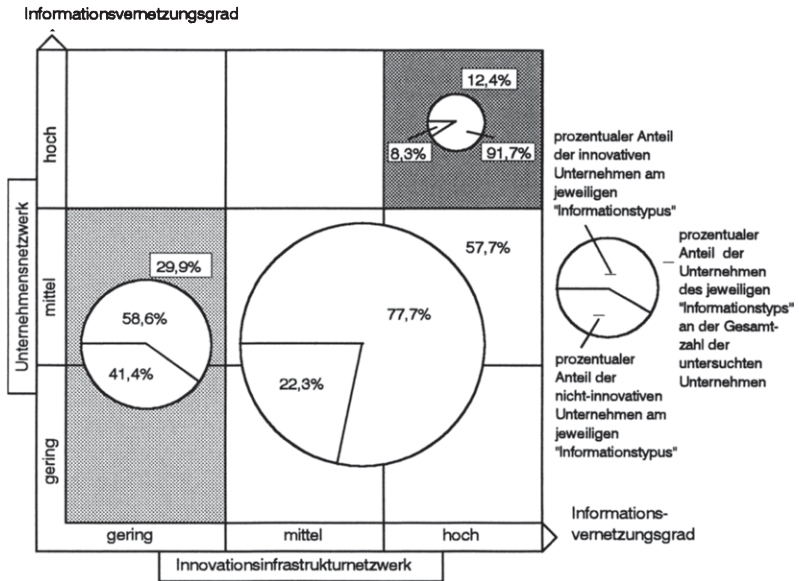 Informationsvernetzungsgrad
hoch
mittel
gering
Unternehmensnetzwerk
12,4%
8,3%
91,7%
29,9%
58,6%
41,4%
57,7%
77,7%
22,3%
gering
mittel
hoch
Innovationsinfrastrukturnetzwerk
Informations-
vernetzungsgrad
prozentualer Anteil
der innovativen
Unternehmen am
jeweiligen
"Informationstypus"
prozentualer
Anteil der
Unternehmen
des jeweiligen
"Informationstyps"
an der Gesamt-
zahl der
untersuchten
Unternehmen
prozentualer
Anteil der
nicht-innovativen
Unternehmen am
jeweiligen
"Informationstypus"